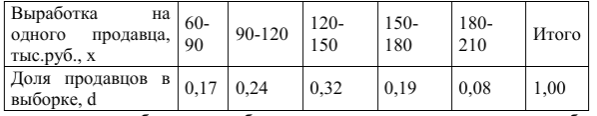 Выработка на одного продавца, тыс.руб., x | 60-90 | 90-120 | 120-150 | 150-180 | 180-210 | Итого
Доля продавцов в выборке, d | 0,17 | 0,24 | 0,32 | 0,19 | 0,08 | 1,00